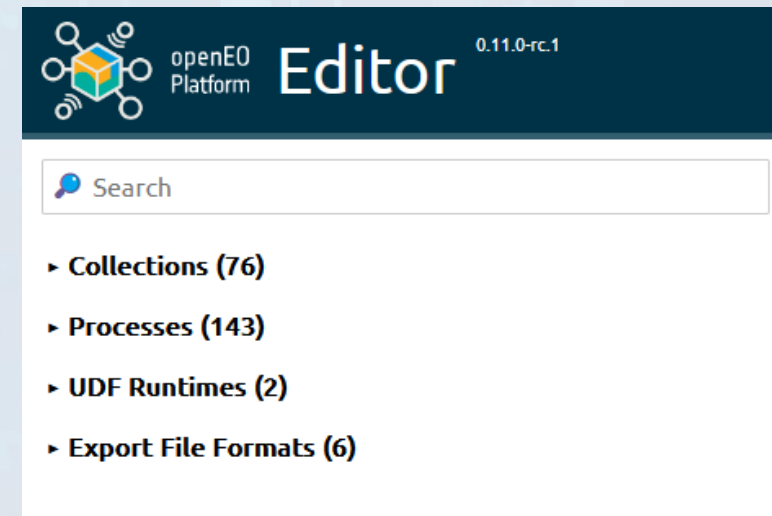 openEO
Platform
Editor 0.11.0-rc.1
Search
Collections (76)
Processes (143)
UDF Runtimes (2)
Export File Formats (6)